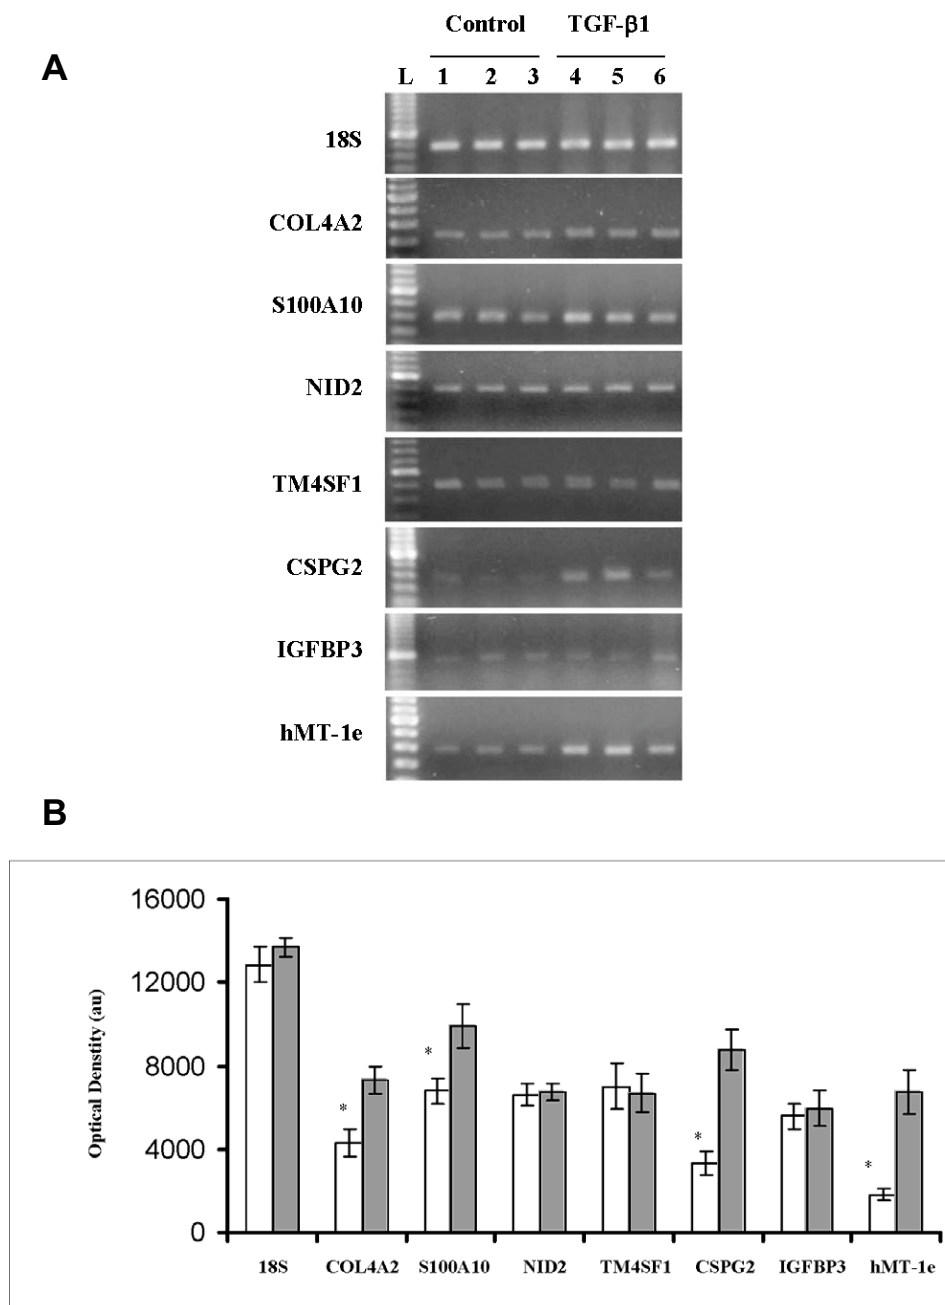 Control TGF-β1
A
L 1 2 3 4 5 6
18S
COL4A2
S100A10
NID2
TM4SF1
CSPG2
IGFBP3
hMT-1e
B
16000
12000
8000
4000
0
Optical Denstity (au)
* * * *
18S COL4A2 S100A10 NID2 TM4SF1 CSPG2 IGFBP3 hMT-1e